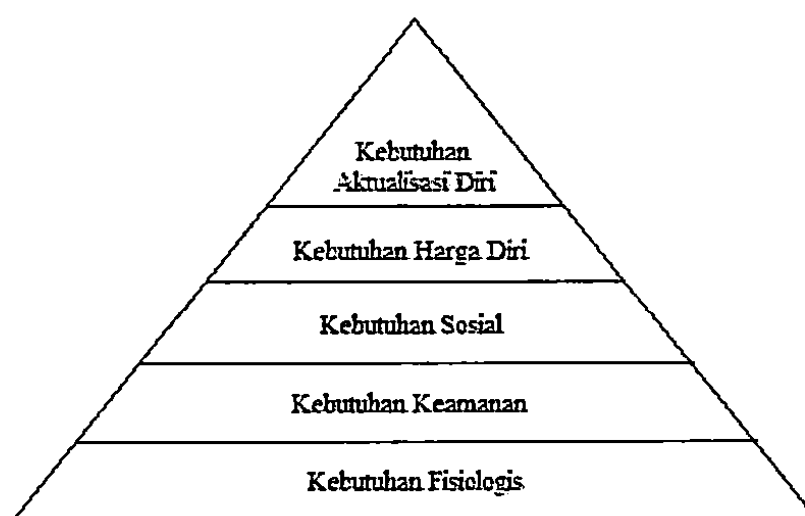 Kebutuhan
Aktualisasi Diri
Kebutuhan Harga Diri
Kebutuhan Sosial
Kebutuhan Keamanan
Kebutuhan Fisiologis